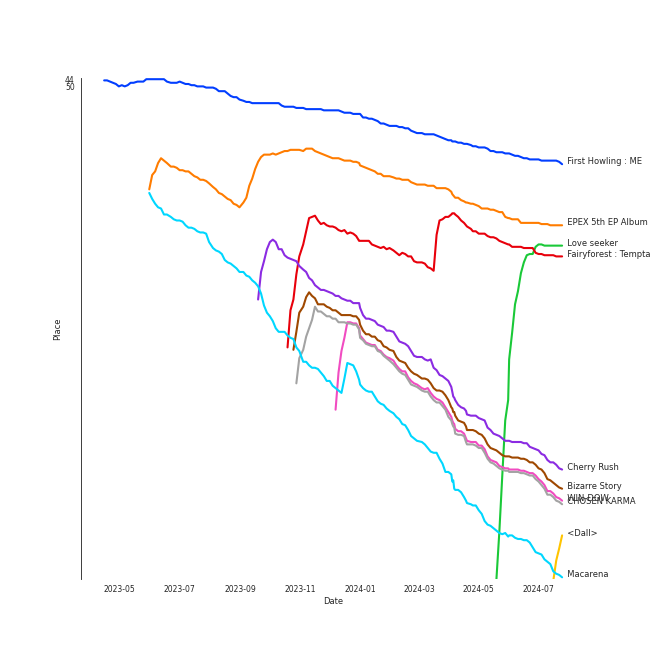 44
50
First Howling : ME
EPEX 5th EP Album
Love seeker
Fairyforest : Tempta
Place
Cherry Rush
Bizarre Story
WIN:DOW
CHOSEN KARMA
<Dall>
Macarena
2023-05 2023-07 2023-09 2023-11 2024-01 2024-03 2024-05 2024-07
Date